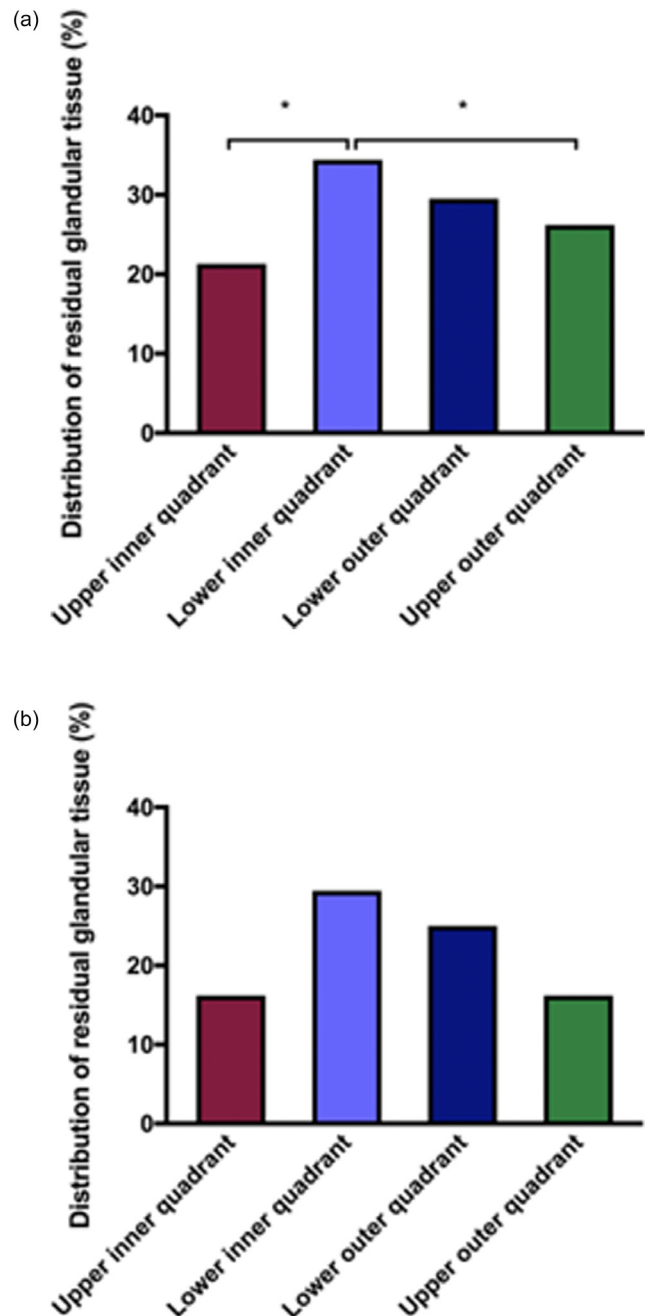 (a)
Distribution of residual glandular tissue (%)
40
30
20
10
0
* *
Upper inner quadrant
Lower inner quadrant
Lower outer quadrant
Upper outer quadrant
(b)
Distribution of residual glandular tissue (%)
40
30
20
10
0
Upper inner quadrant
Lower inner quadrant
Lower outer quadrant
Upper outer quadrant